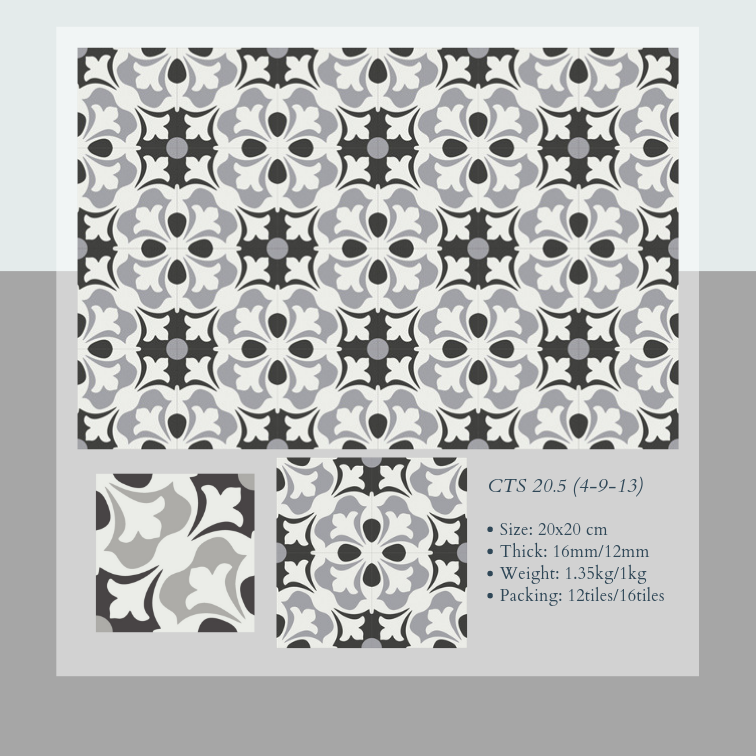 CTS 20.5 (4-9-13)
• Size: 20x20 cm
• Thick: 16mm/12mm
• Weight: 1.35kg/1kg
• Packing: 12tiles/16tiles